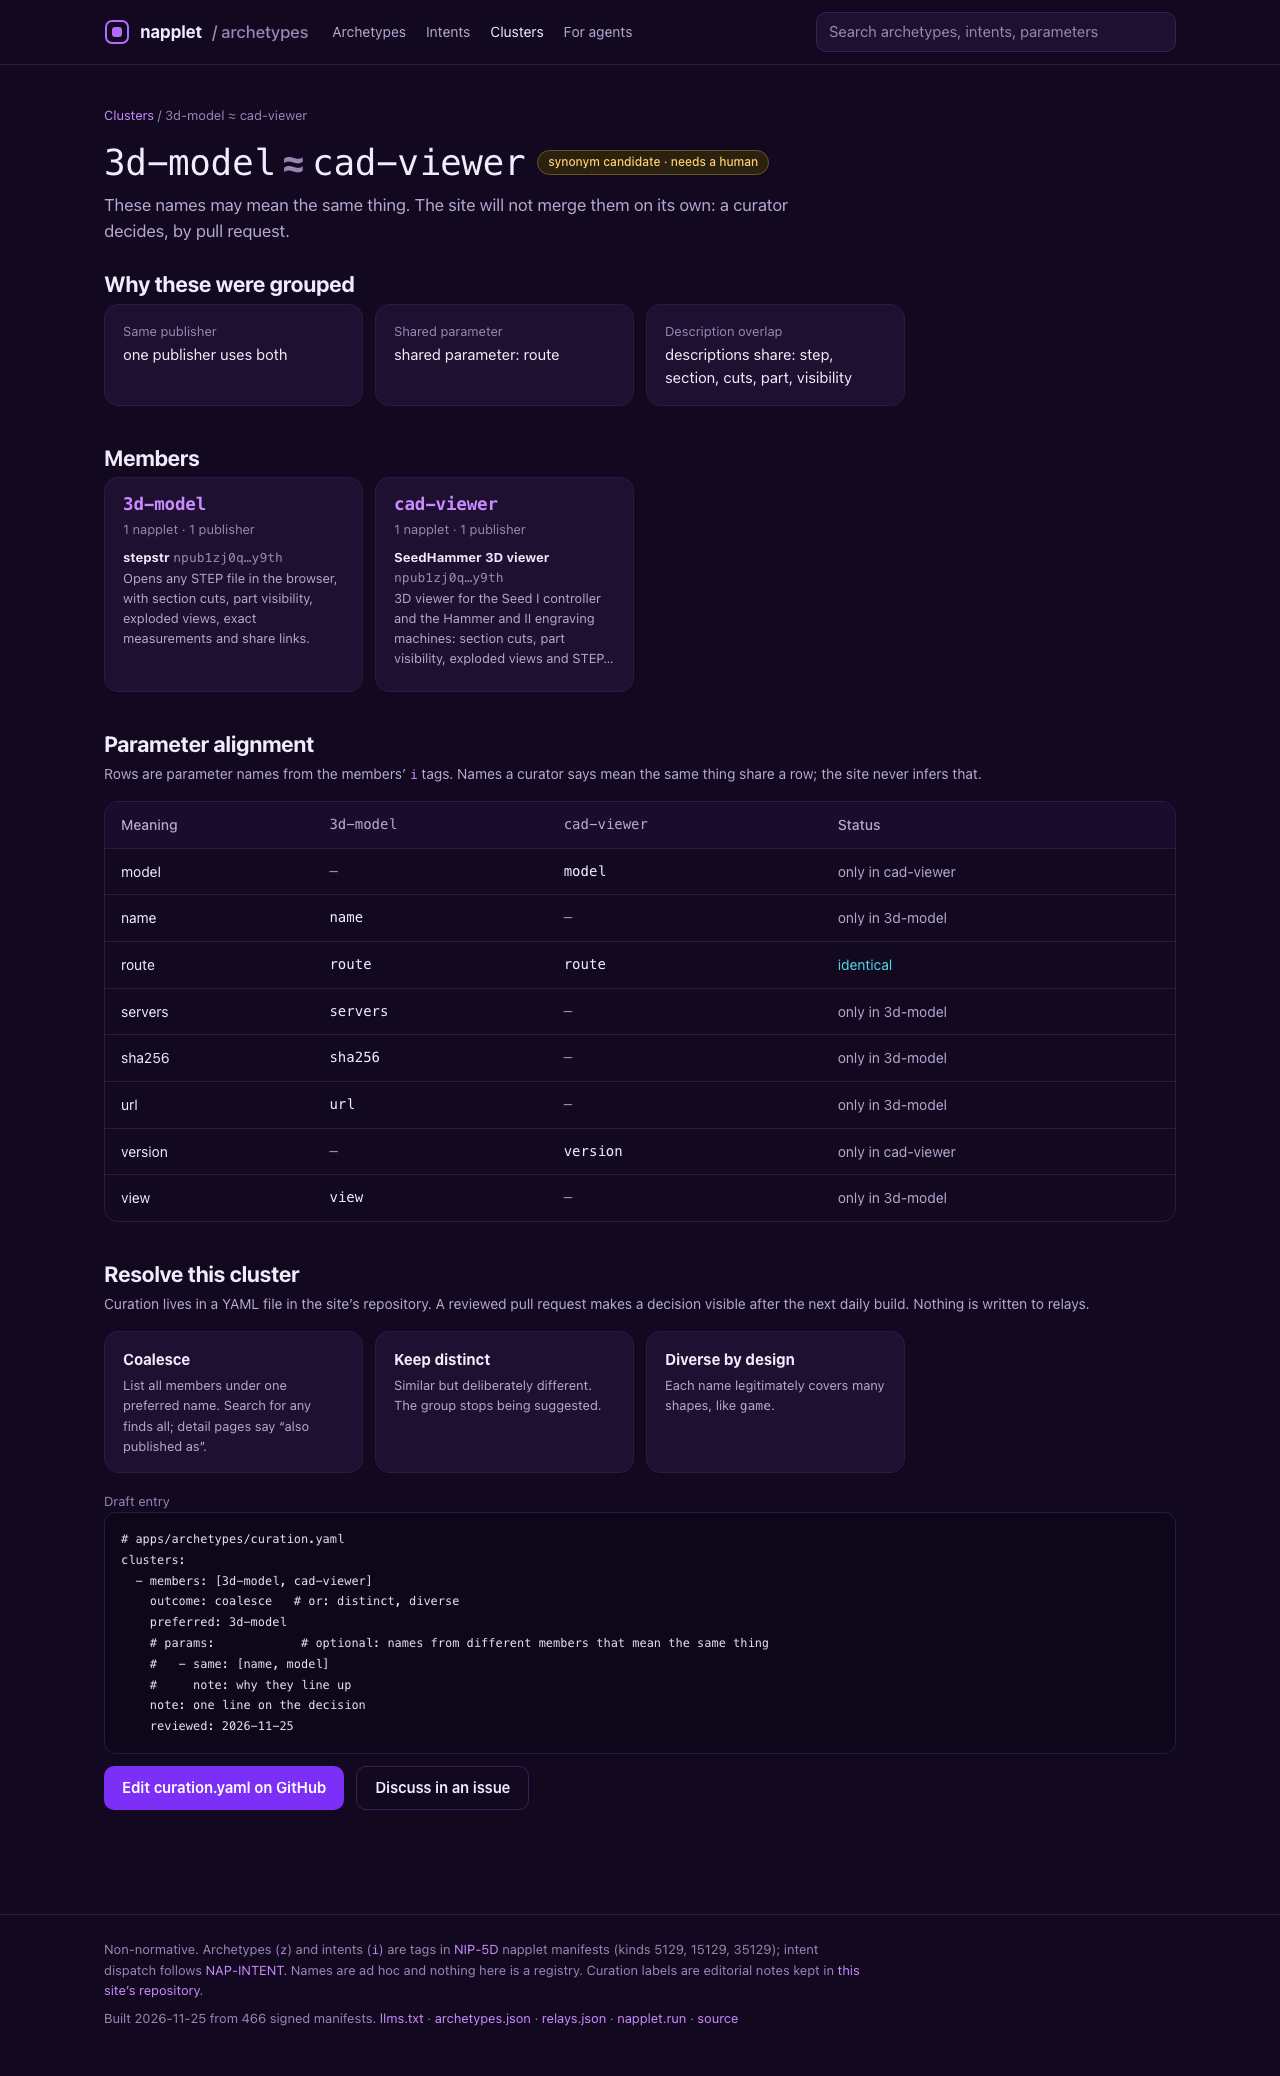 napplet / archetypes Archetypes Intents Clusters For agents Search archetypes, intents, parameters
Clusters / 3d-model ≈ cad-viewer
3d-model ≈ cad-viewer synonym candidate · needs a human
These names may mean the same thing. The site will not merge them on its own: a curator
decides, by pull request.
Why these were grouped
Same publisher
one publisher uses both
Shared parameter
shared parameter: route
Description overlap
descriptions share: step,
section, cuts, part, visibility
Members
3d-model
1 napplet · 1 publisher
stepstr npub1zj0q…y9th
Opens any STEP file in the browser,
with section cuts, part visibility,
exploded views, exact
measurements and share links.
cad-viewer
1 napplet · 1 publisher
SeedHammer 3D viewer
npub1zj0q…y9th
3D viewer for the Seed I controller
and the Hammer and II engraving
machines: section cuts, part
visibility, exploded views and STEP…
Parameter alignment
Rows are parameter names from the members’ i tags. Names a curator says mean the same thing share a row; the site never infers that.
Meaning 3d-model cad-viewer Status
model — model only in cad-viewer
name name — only in 3d-model
route route route identical
servers servers — only in 3d-model
sha256 sha256 — only in 3d-model
url url — only in 3d-model
version — version only in cad-viewer
view view — only in 3d-model
Resolve this cluster
Curation lives in a YAML file in the site’s repository. A reviewed pull request makes a decision visible after the next daily build. Nothing is written to relays.
Coalesce
List all members under one
preferred name. Search for any
finds all; detail pages say “also
published as”.
Keep distinct
Similar but deliberately different.
The group stops being suggested.
Diverse by design
Each name legitimately covers many
shapes, like game.
Draft entry
# apps/archetypes/curation.yaml
clusters:
  - members: [3d-model, cad-viewer]
    outcome: coalesce   # or: distinct, diverse
    preferred: 3d-model
    # params:            # optional: names from different members that mean the same thing
    #   - same: [name, model]
    #     note: why they line up
    note: one line on the decision
    reviewed: 2026-11-25
Edit curation.yaml on GitHub Discuss in an issue
Non-normative. Archetypes (z) and intents (i) are tags in NIP-5D napplet manifests (kinds 5129, 15129, 35129); intent
dispatch follows NAP-INTENT. Names are ad hoc and nothing here is a registry. Curation labels are editorial notes kept in this
site’s repository.
Built 2026-11-25 from 466 signed manifests. llms.txt · archetypes.json · relays.json · napplet.run · source